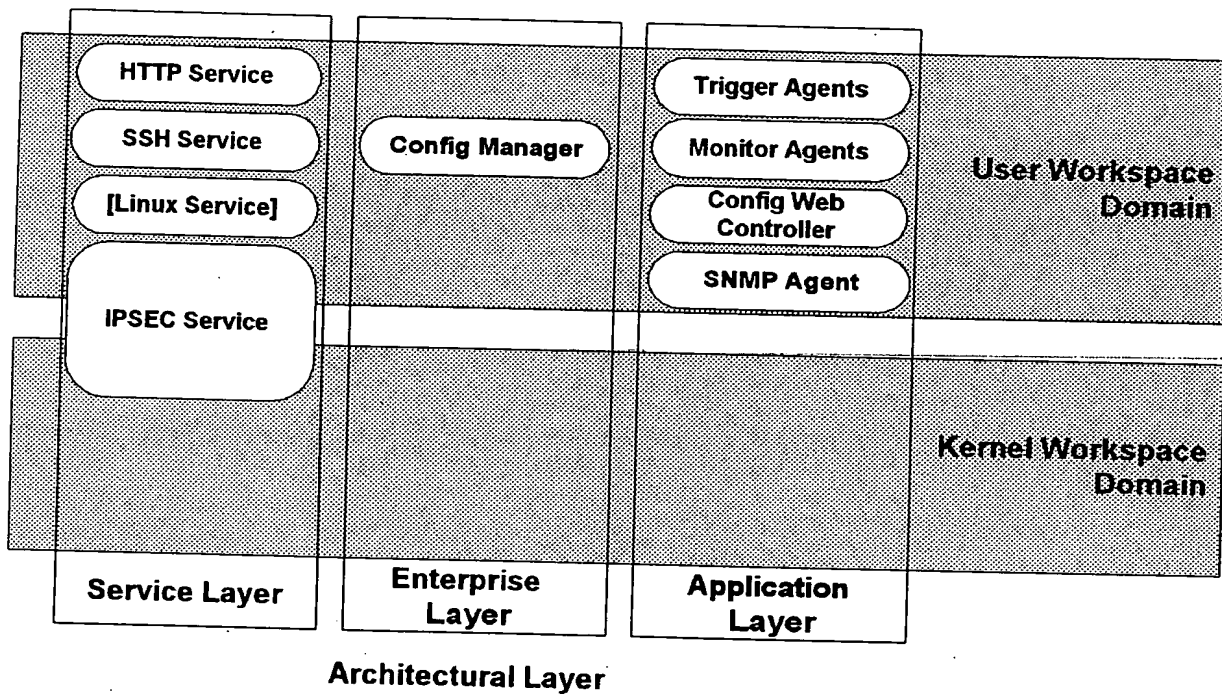 HTTP Service
SSH Service
[Linux Service]
IPSEC Service
Config Manager
Trigger Agents
Monitor Agents
Config Web
Controller
SNMP Agent
User Workspace
Domain
Kernel Workspace
Domain
Service Layer
Enterprise
Layer
Application
Layer
Architectural Layer